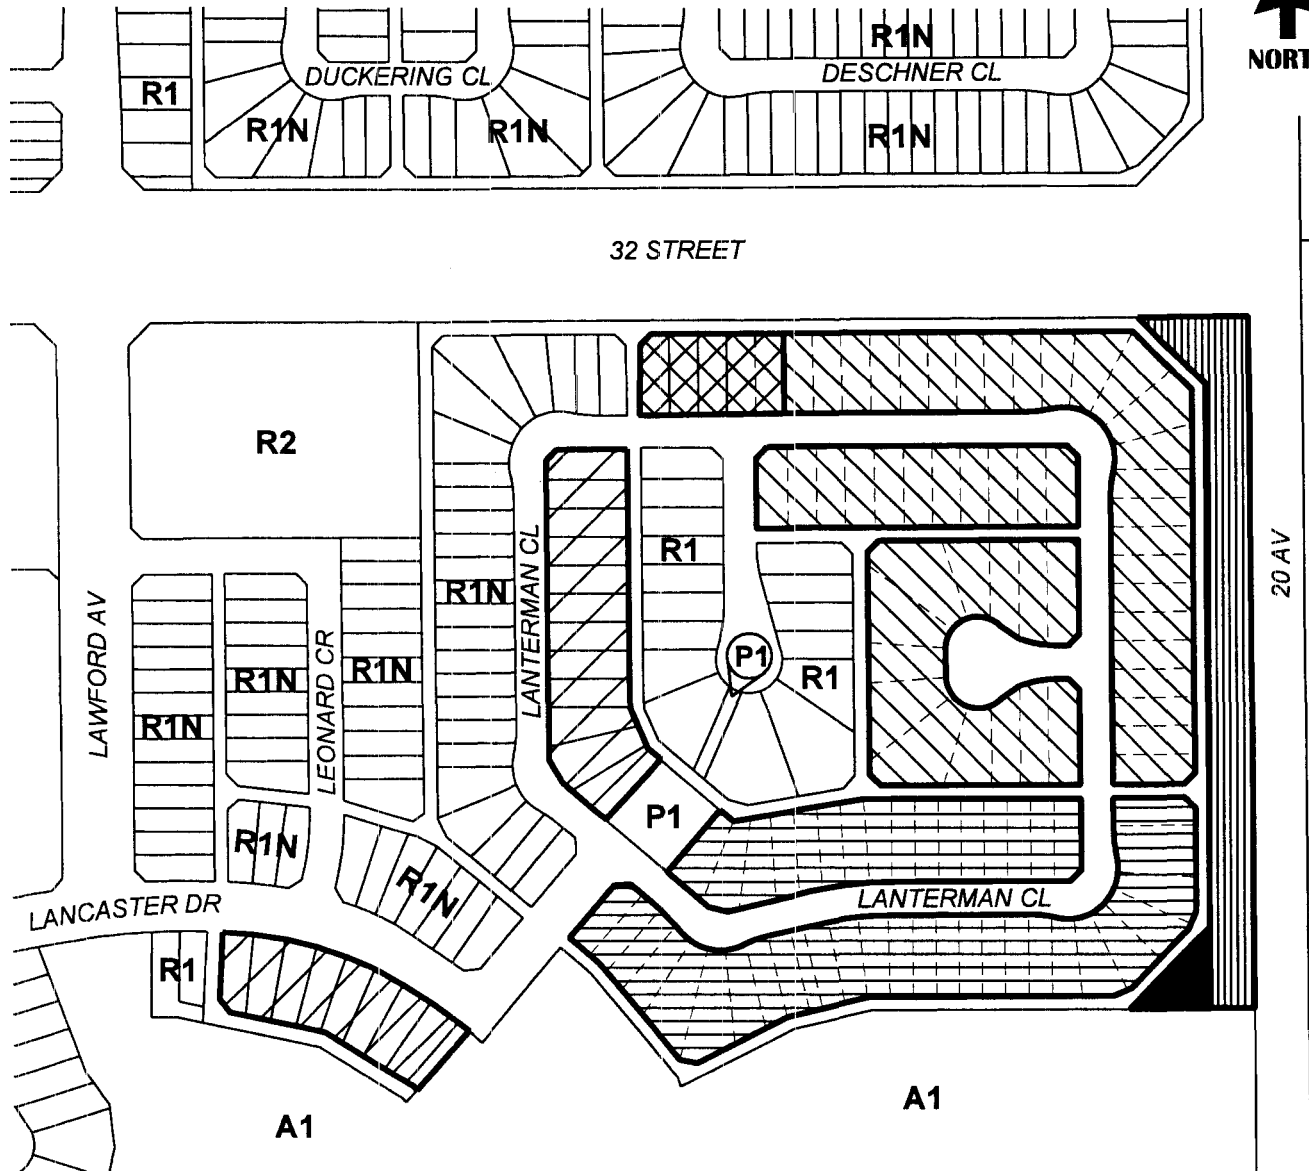 R1N
NORT
DUCKERING CL
DESCHNER CL
R1
R1N
R1N
R1N
32 STREET
R2
R1
20 AV
LANTERMAN CL
R1N
LAWFORD AV
R1N
LEONARD CR
R1N
P1
R1
R1N
P1
R1N
R1N
LANTERMAN CL
LANCASTER DR
R1
A1
A1